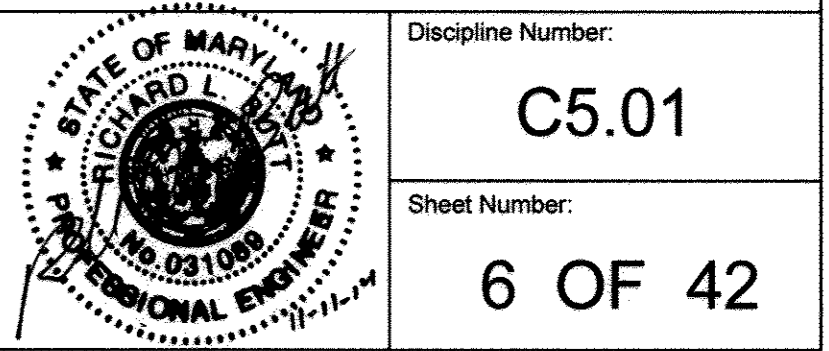 STATE OF MARYLAND
RICHARD L.
No. 031089
PROFESSIONAL ENGINEER
11-11-14
Discipline Number:
C5.01
Sheet Number:
6 OF 42